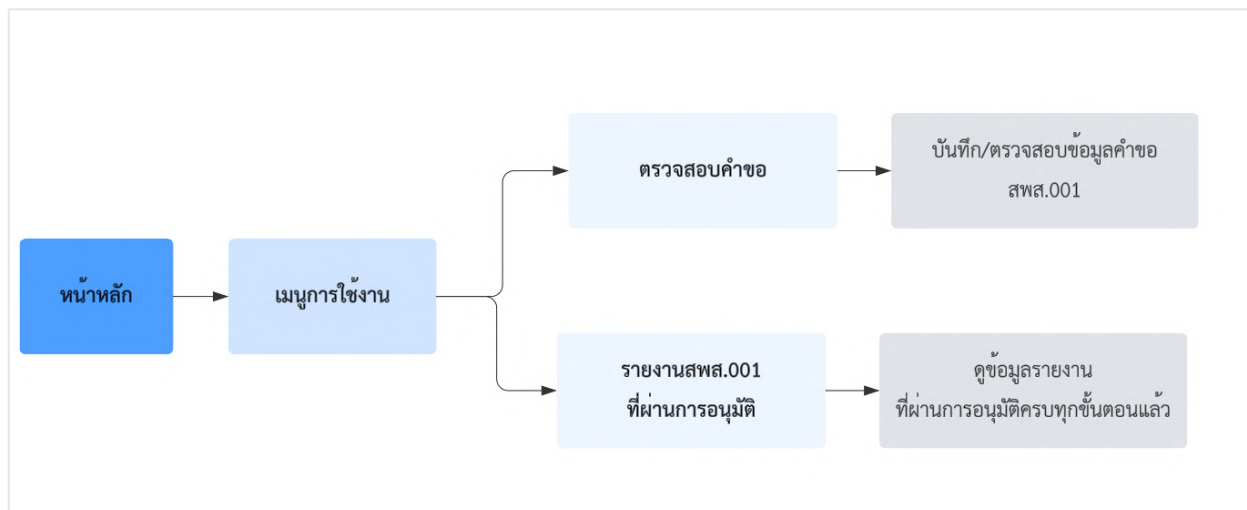 หน้าหลัก
เมนูการใช้งาน
ตรวจสอบคำขอ
บันทึก/ตรวจสอบข้อมูลคำขอ
สพส.001
รายงานสพส.001
ที่ผ่านการอนุมัติ
ดูข้อมูลรายงาน
ที่ผ่านการอนุมัติครบทุกขั้นตอนแล้ว